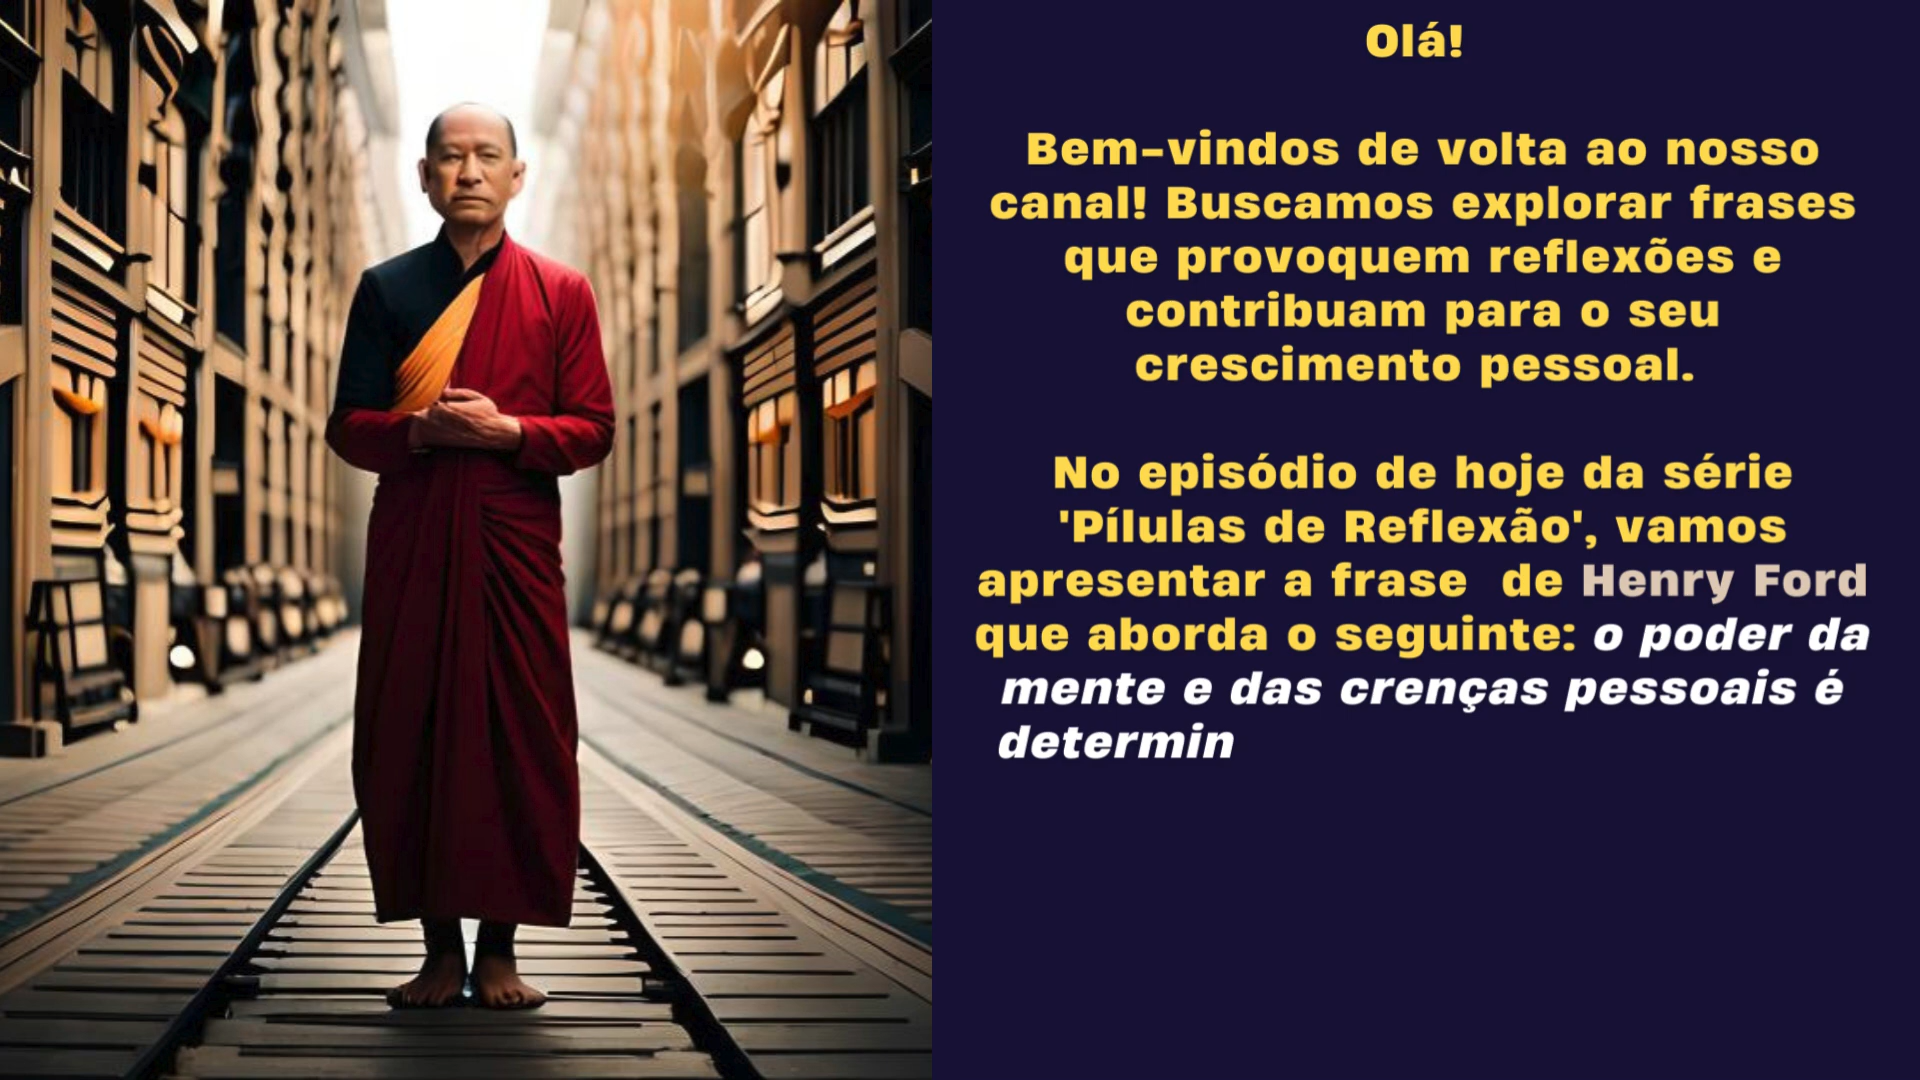 Olá!
Bem-vindos de volta ao nosso
canal! Buscamos explorar frases
que provoquem reflexões e
contribuam para o seu
crescimento pessoal.
No episódio de hoje da série
'Pílulas de Reflexão', vamos
apresentar a frase  de Henry Ford
que aborda o seguinte: o poder da
mente e das crenças pessoais é
determin